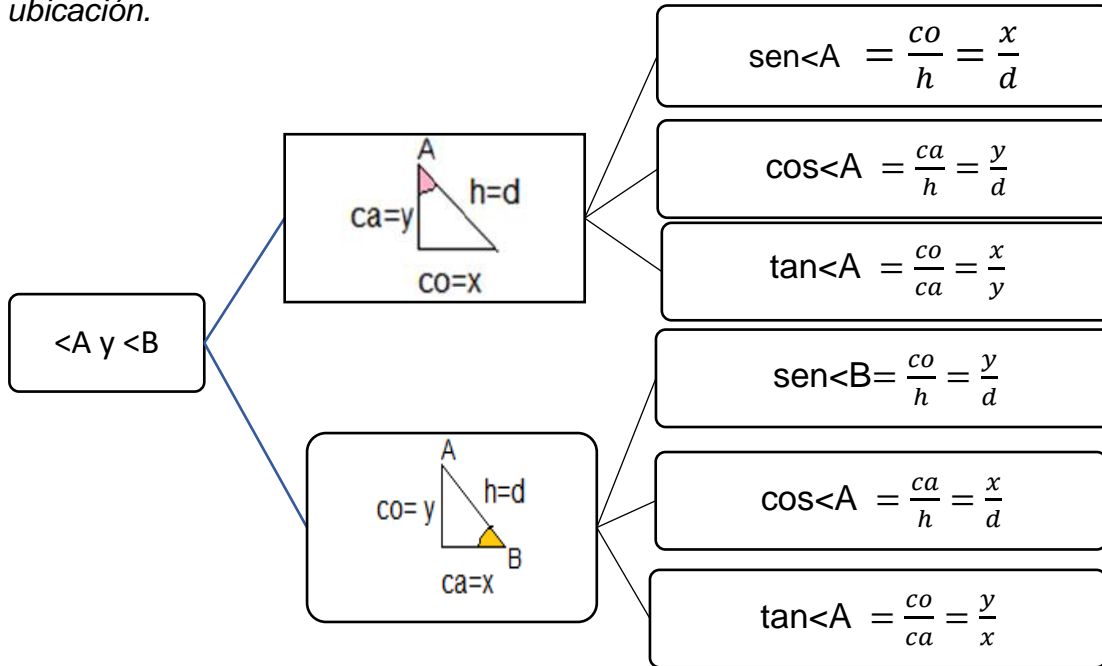 ubicación.
<A y <B
A
ca=y
h=d
co=x
sen<A = co/h = x/d
cos<A = ca/h = y/d
tan<A = co/ca = x/y
A
co= y
h=d
B
ca=x
sen<B= co/h = y/d
cos<A = ca/h = x/d
tan<A = co/ca = y/x